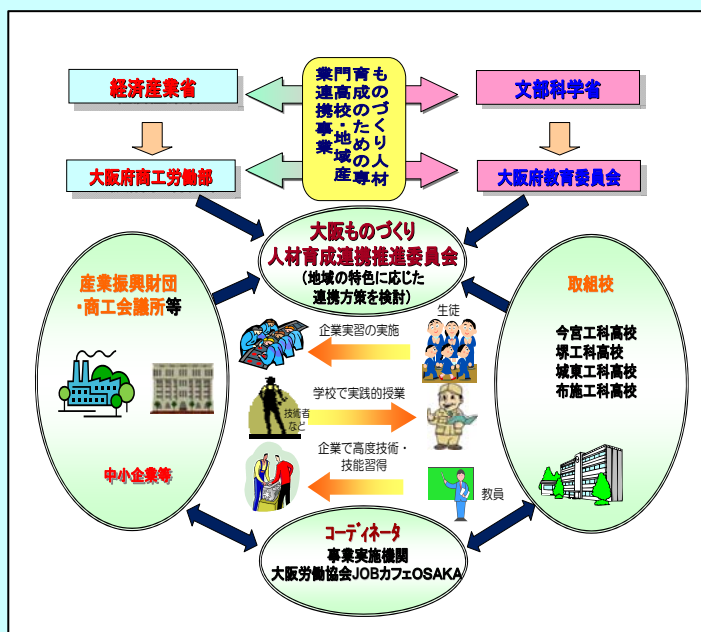 経済産業省
ものづくり人材
育成のための専
門高校・地域産
業連携事業
文部科学省
大阪府商工労働部
大阪府教育委員会
大阪ものづくり
人材育成連携推進委員会
(地域の特色に応じた
連携方策を検討)
産業振興財団
・商工会議所等
中小企業等
取組校
今宮工科高校
堺工科高校
城東工科高校
布施工科高校
生徒
企業実習の実施
学校で実践的授業
技術者
など
企業で高度技術・
技能習得
教員
コーディネータ
事業実施機関
大阪労働協会JOBカフェOSAKA